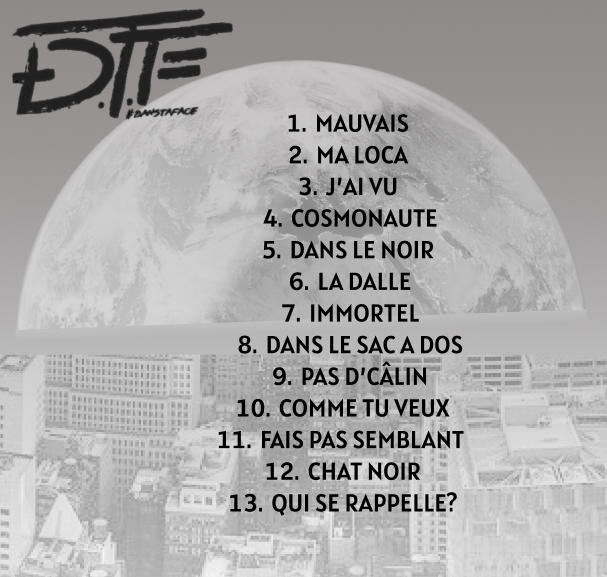 D.T.F
#DANSTAFACE
1. MAUVAIS
2. MA LOCA
3. J'AI VU
4. COSMONAUTE
5. DANS LE NOIR
6. LA DALLE
7. IMMORTEL
8. DANS LE SAC A DOS
9. PAS D'CÂLIN
10. COMME TU VEUX
11. FAIS PAS SEMBLANT
12. CHAT NOIR
13. QUI SE RAPPELLE?